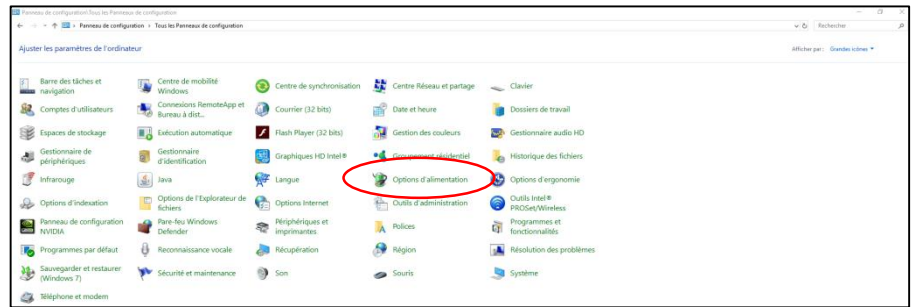 Panneau de configuration\Tous les Panneaux de configuration
Panneau de configuration > Tous les Panneaux de configuration
Rechercher
Ajuster les paramètres de l'ordinateur
Afficher par : Grandes icônes
Barre des tâches et navigation
Centre de mobilité Windows
Centre de synchronisation
Centre Réseau et partage
Clavier
Comptes d'utilisateurs
Connexions RemoteApp et Bureau à dist...
Courrier (32 bits)
Date et heure
Dossiers de travail
Espaces de stockage
Exécution automatique
Flash Player (32 bits)
Gestion des couleurs
Gestionnaire audio HD
Gestionnaire de périphériques
Gestionnaire d'identification
Graphiques HD Intel®
Groupement résidentiel
Historique des fichiers
Infrarouge
Java
Langue
Options d'alimentation
Options d'ergonomie
Options d'indexation
Options de l'Explorateur de fichiers
Options Internet
Outils d'administration
Outils Intel® PROSet/Wireless
Panneau de configuration NVIDIA
Pare-feu Windows Defender
Périphériques et imprimantes
Polices
Programmes et fonctionnalités
Programmes par défaut
Reconnaissance vocale
Récupération
Région
Résolution des problèmes
Sauvegarder et restaurer (Windows 7)
Sécurité et maintenance
Son
Souris
Système
Téléphone et modem